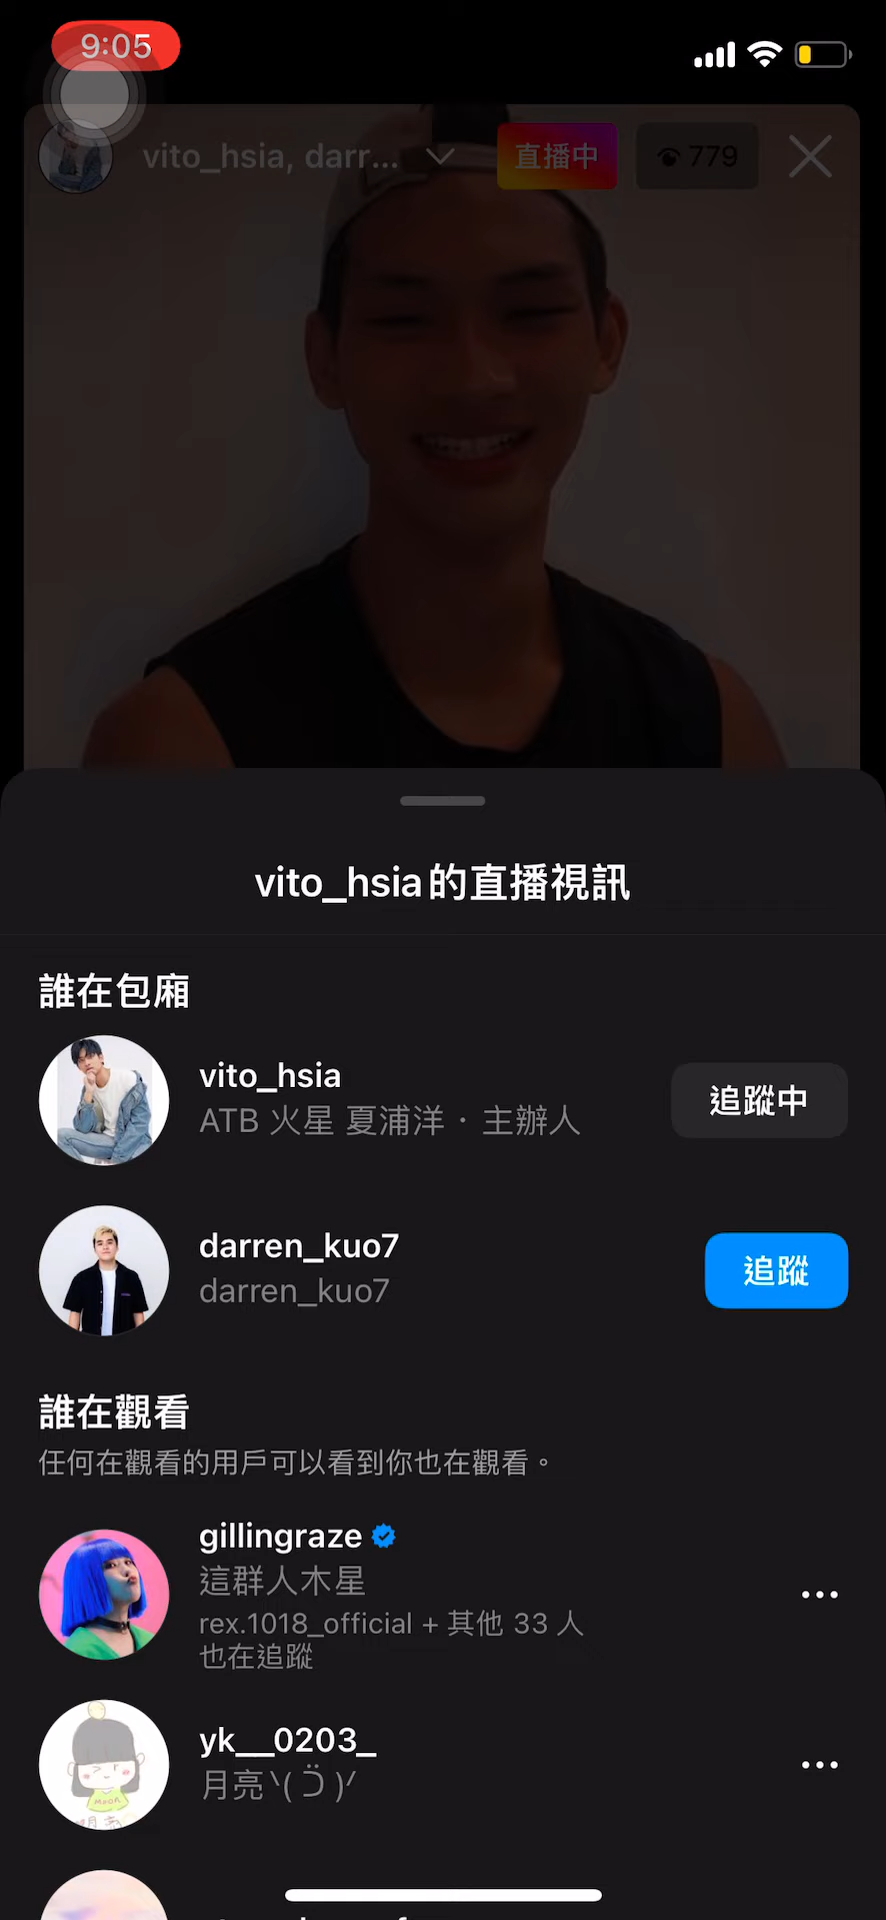 9:05
vito_hsia, darr...
直播中
779
vito_hsia的直播視訊
誰在包廂
vito_hsia
ATB 火星 夏浦洋・主辦人
追蹤中
darren_kuo7
darren_kuo7
追蹤
誰在觀看
任何在觀看的用戶可以看到你也在觀看。
gillingraze
這群人木星
rex.1018_official + 其他 33 人
也在追蹤
yk__0203_
月亮
moon